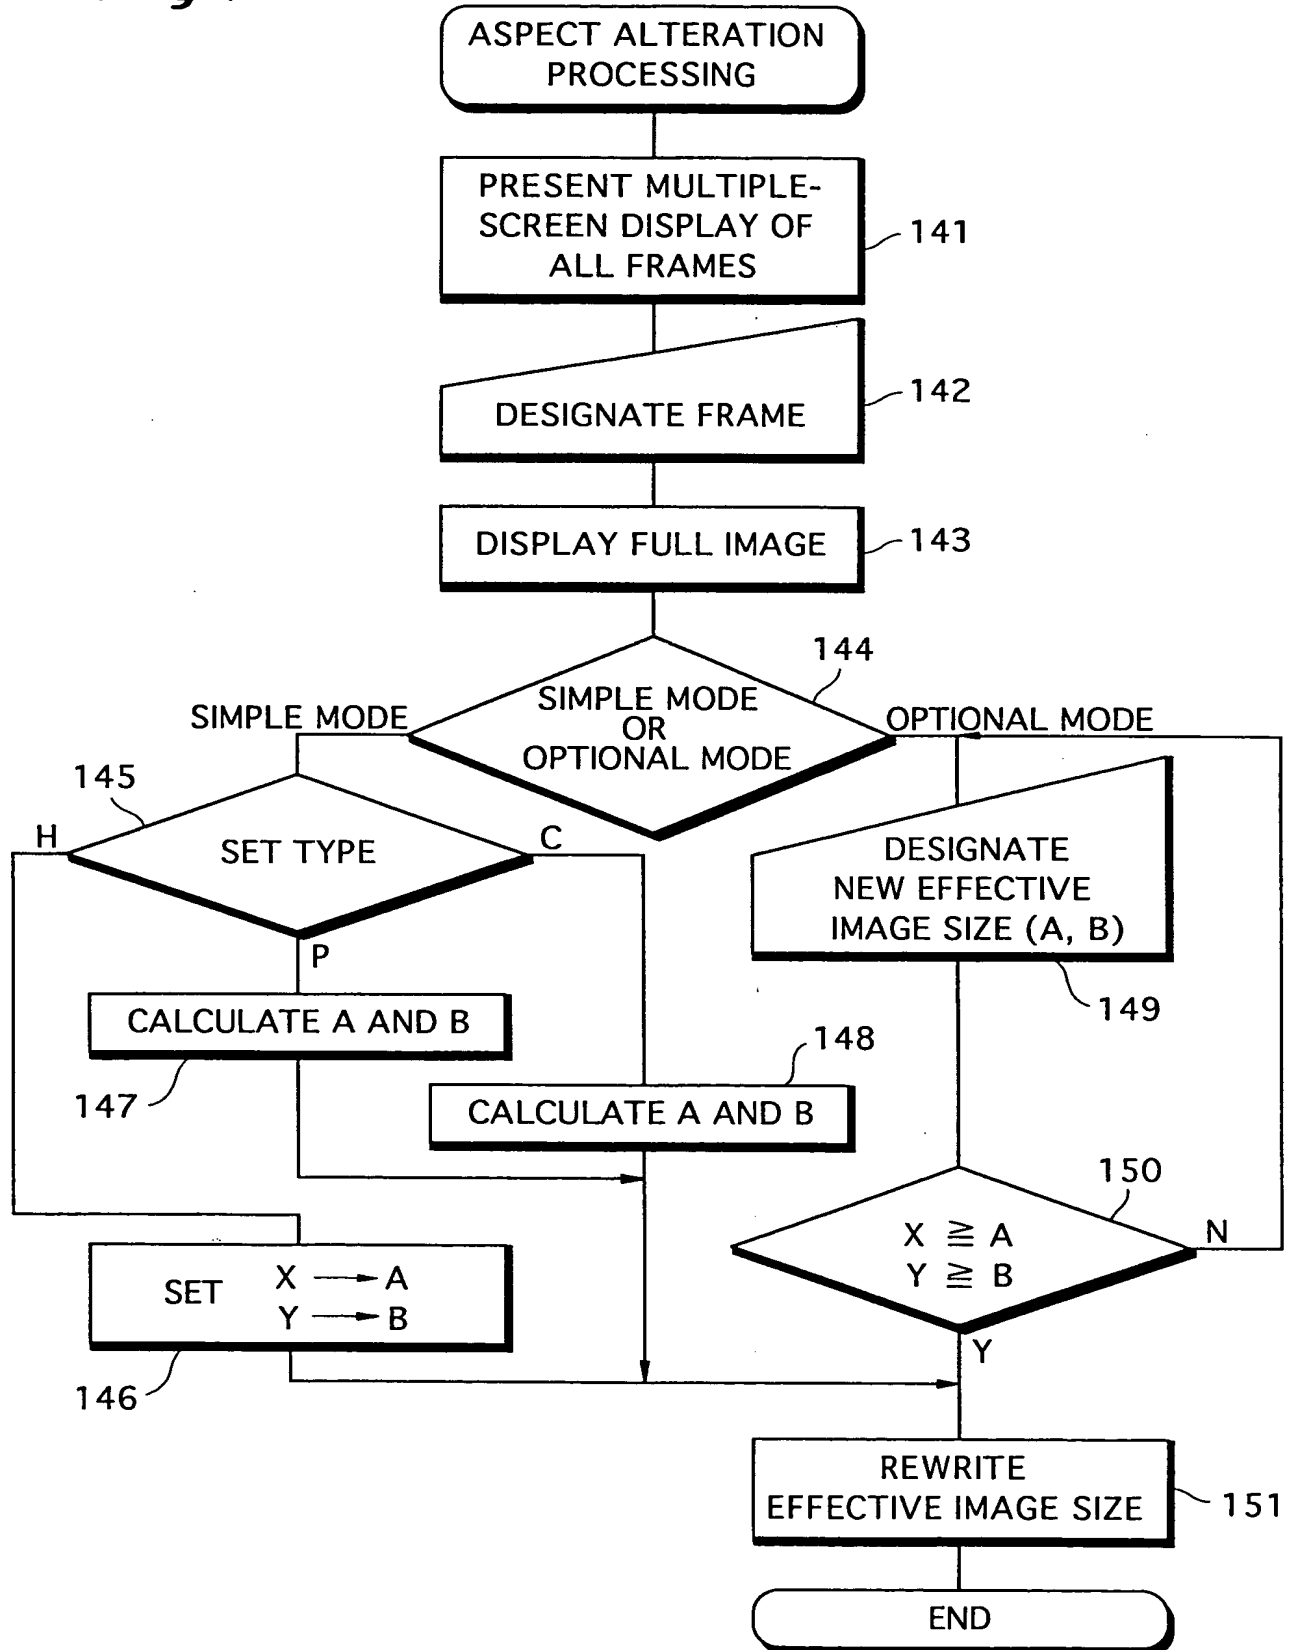 ASPECT ALTERATION
PROCESSING
PRESENT MULTIPLE-
SCREEN DISPLAY OF
ALL FRAMES
141
DESIGNATE FRAME
142
DISPLAY FULL IMAGE
143
144
SIMPLE MODE
OR
OPTIONAL MODE
SIMPLE MODE
OPTIONAL MODE
145
H
SET TYPE
C
P
DESIGNATE
NEW EFFECTIVE
IMAGE SIZE (A, B)
149
CALCULATE A AND B
147
148
CALCULATE A AND B
150
X ≧ A
Y ≧ B
N
Y
SET
X → A
Y → B
146
REWRITE
EFFECTIVE IMAGE SIZE
151
END